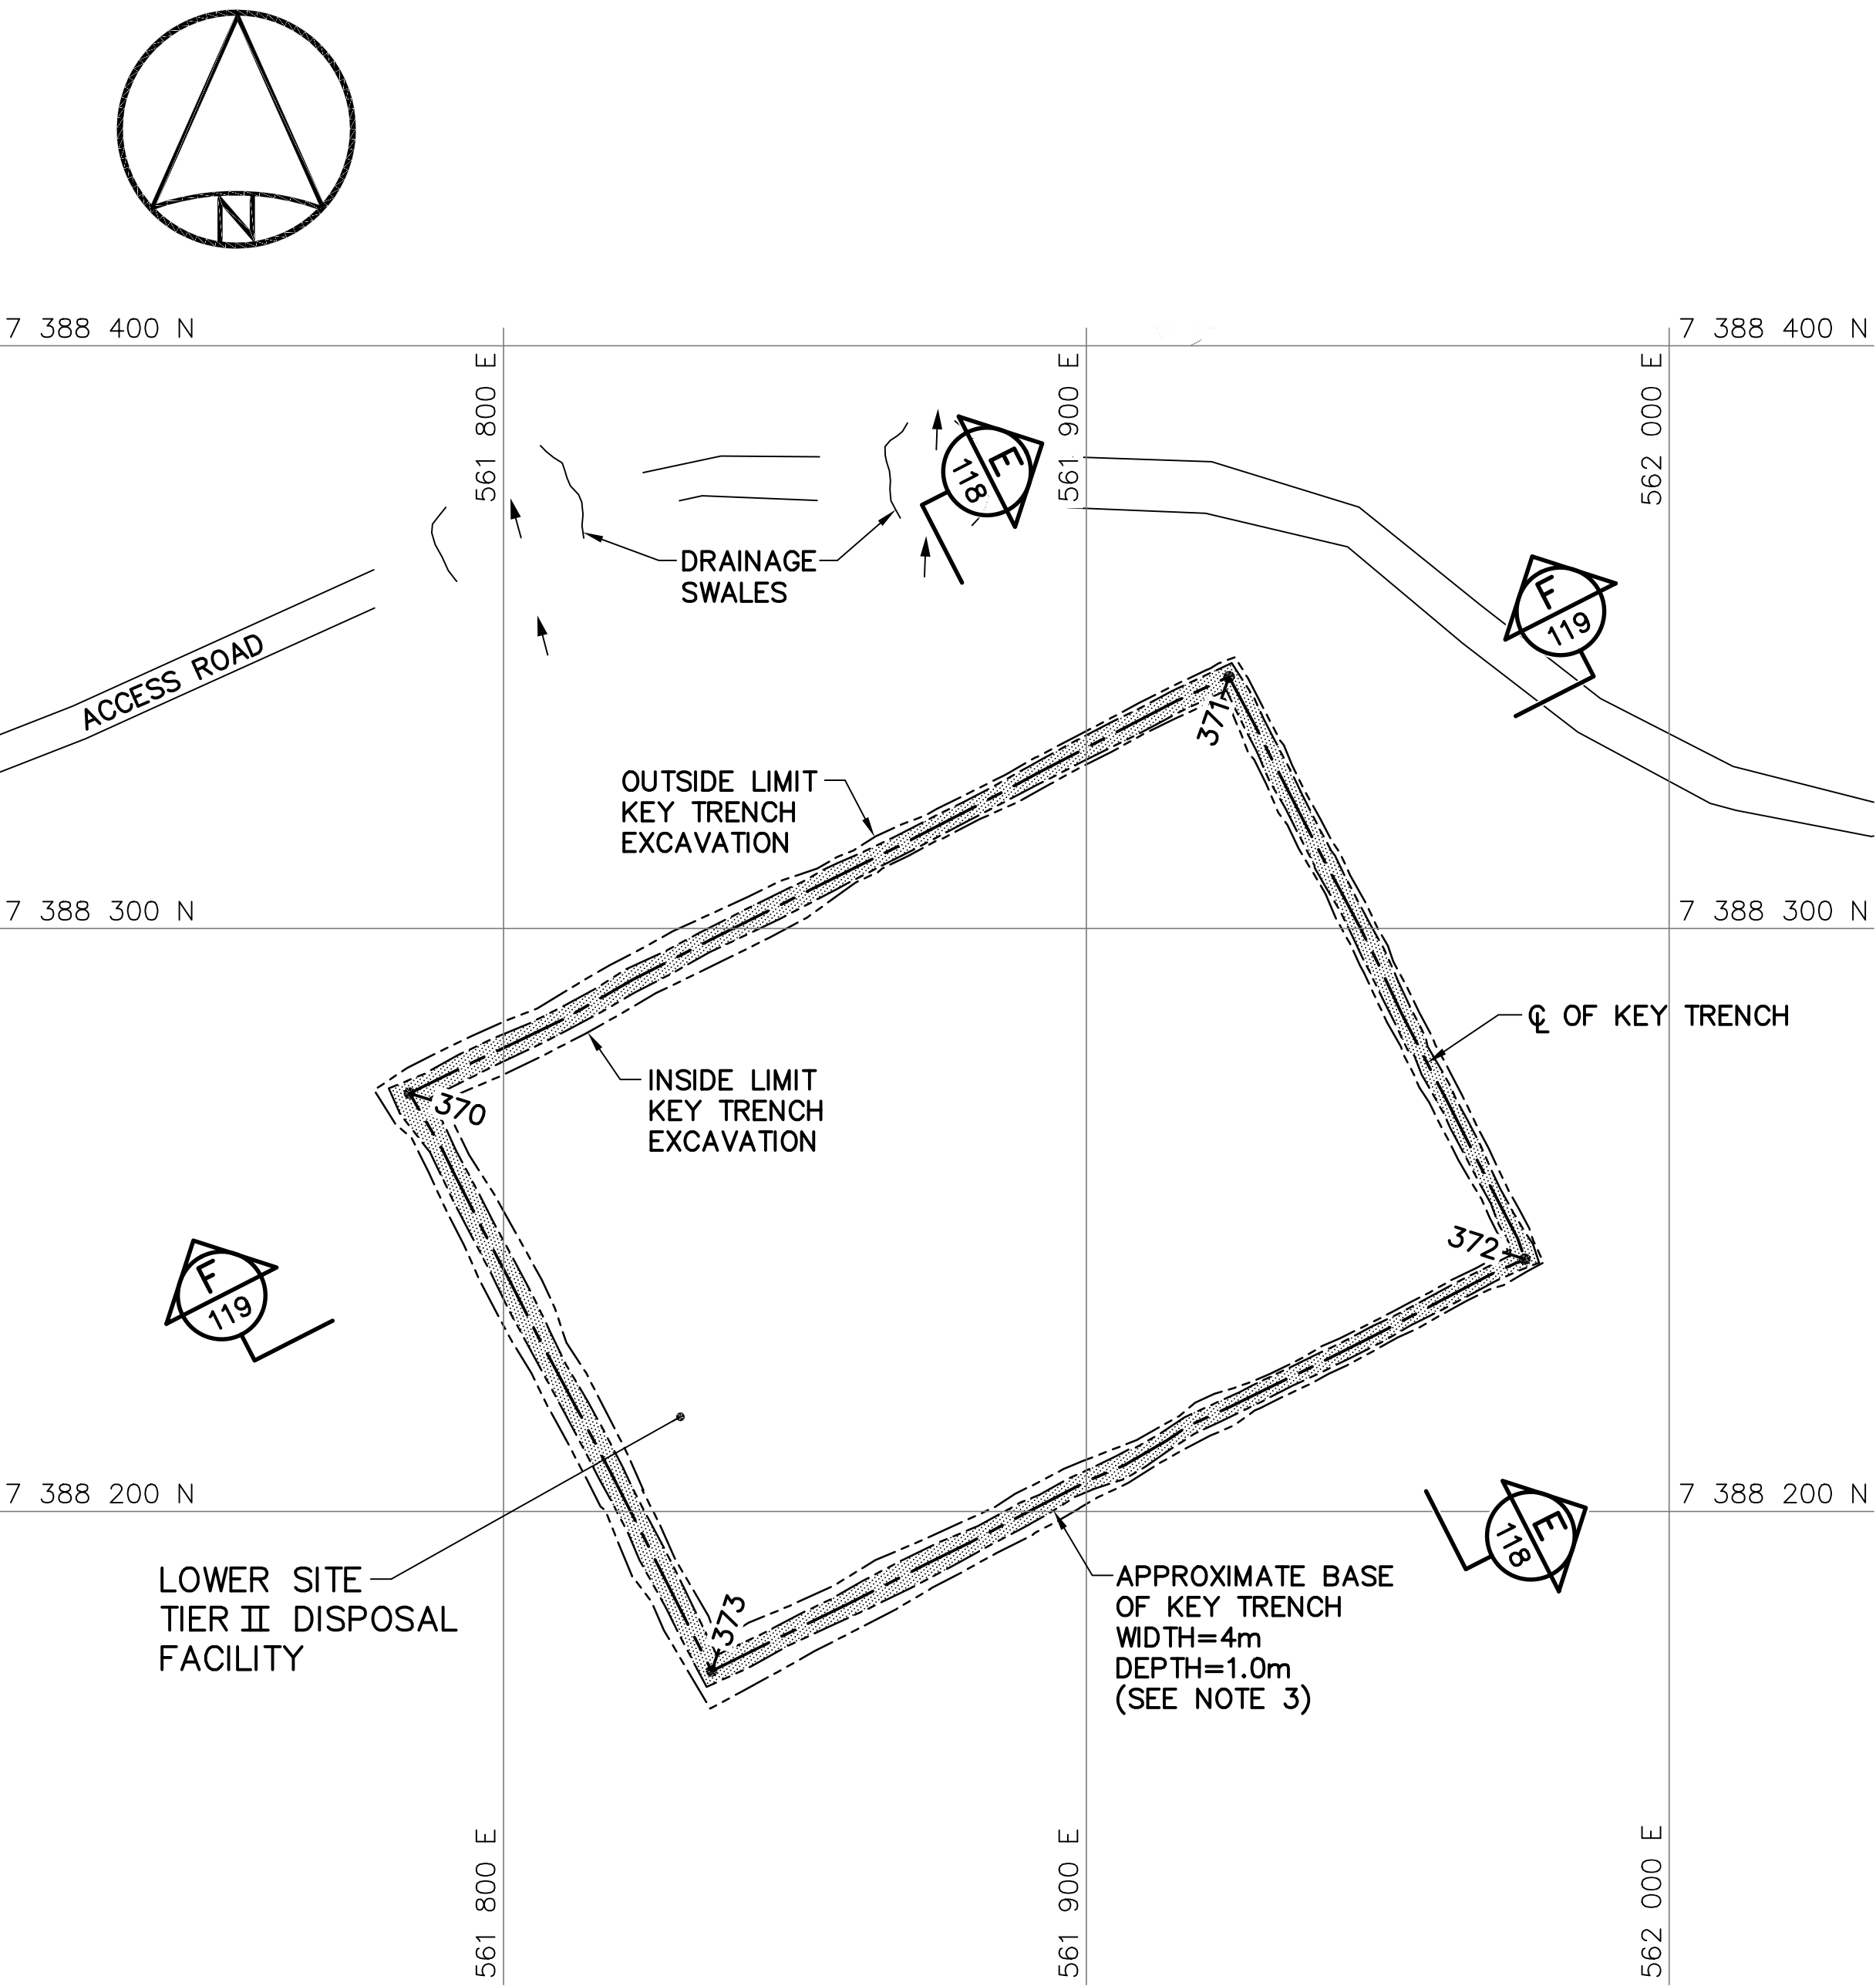 N
7 388 400 N
7 388 400 N
561 800 E
561 900 E
562 000 E
E
118
DRAINAGE
SWALES
F
119
ACCESS ROAD
371
OUTSIDE LIMIT
KEY TRENCH
EXCAVATION
7 388 300 N
7 388 300 N
℄ OF KEY TRENCH
INSIDE LIMIT
KEY TRENCH
EXCAVATION
370
372
F
119
7 388 200 N
7 388 200 N
E
118
LOWER SITE
TIER II DISPOSAL
FACILITY
373
APPROXIMATE BASE
OF KEY TRENCH
WIDTH=4m
DEPTH=1.0m
(SEE NOTE 3)
561 800 E
561 900 E
562 000 E